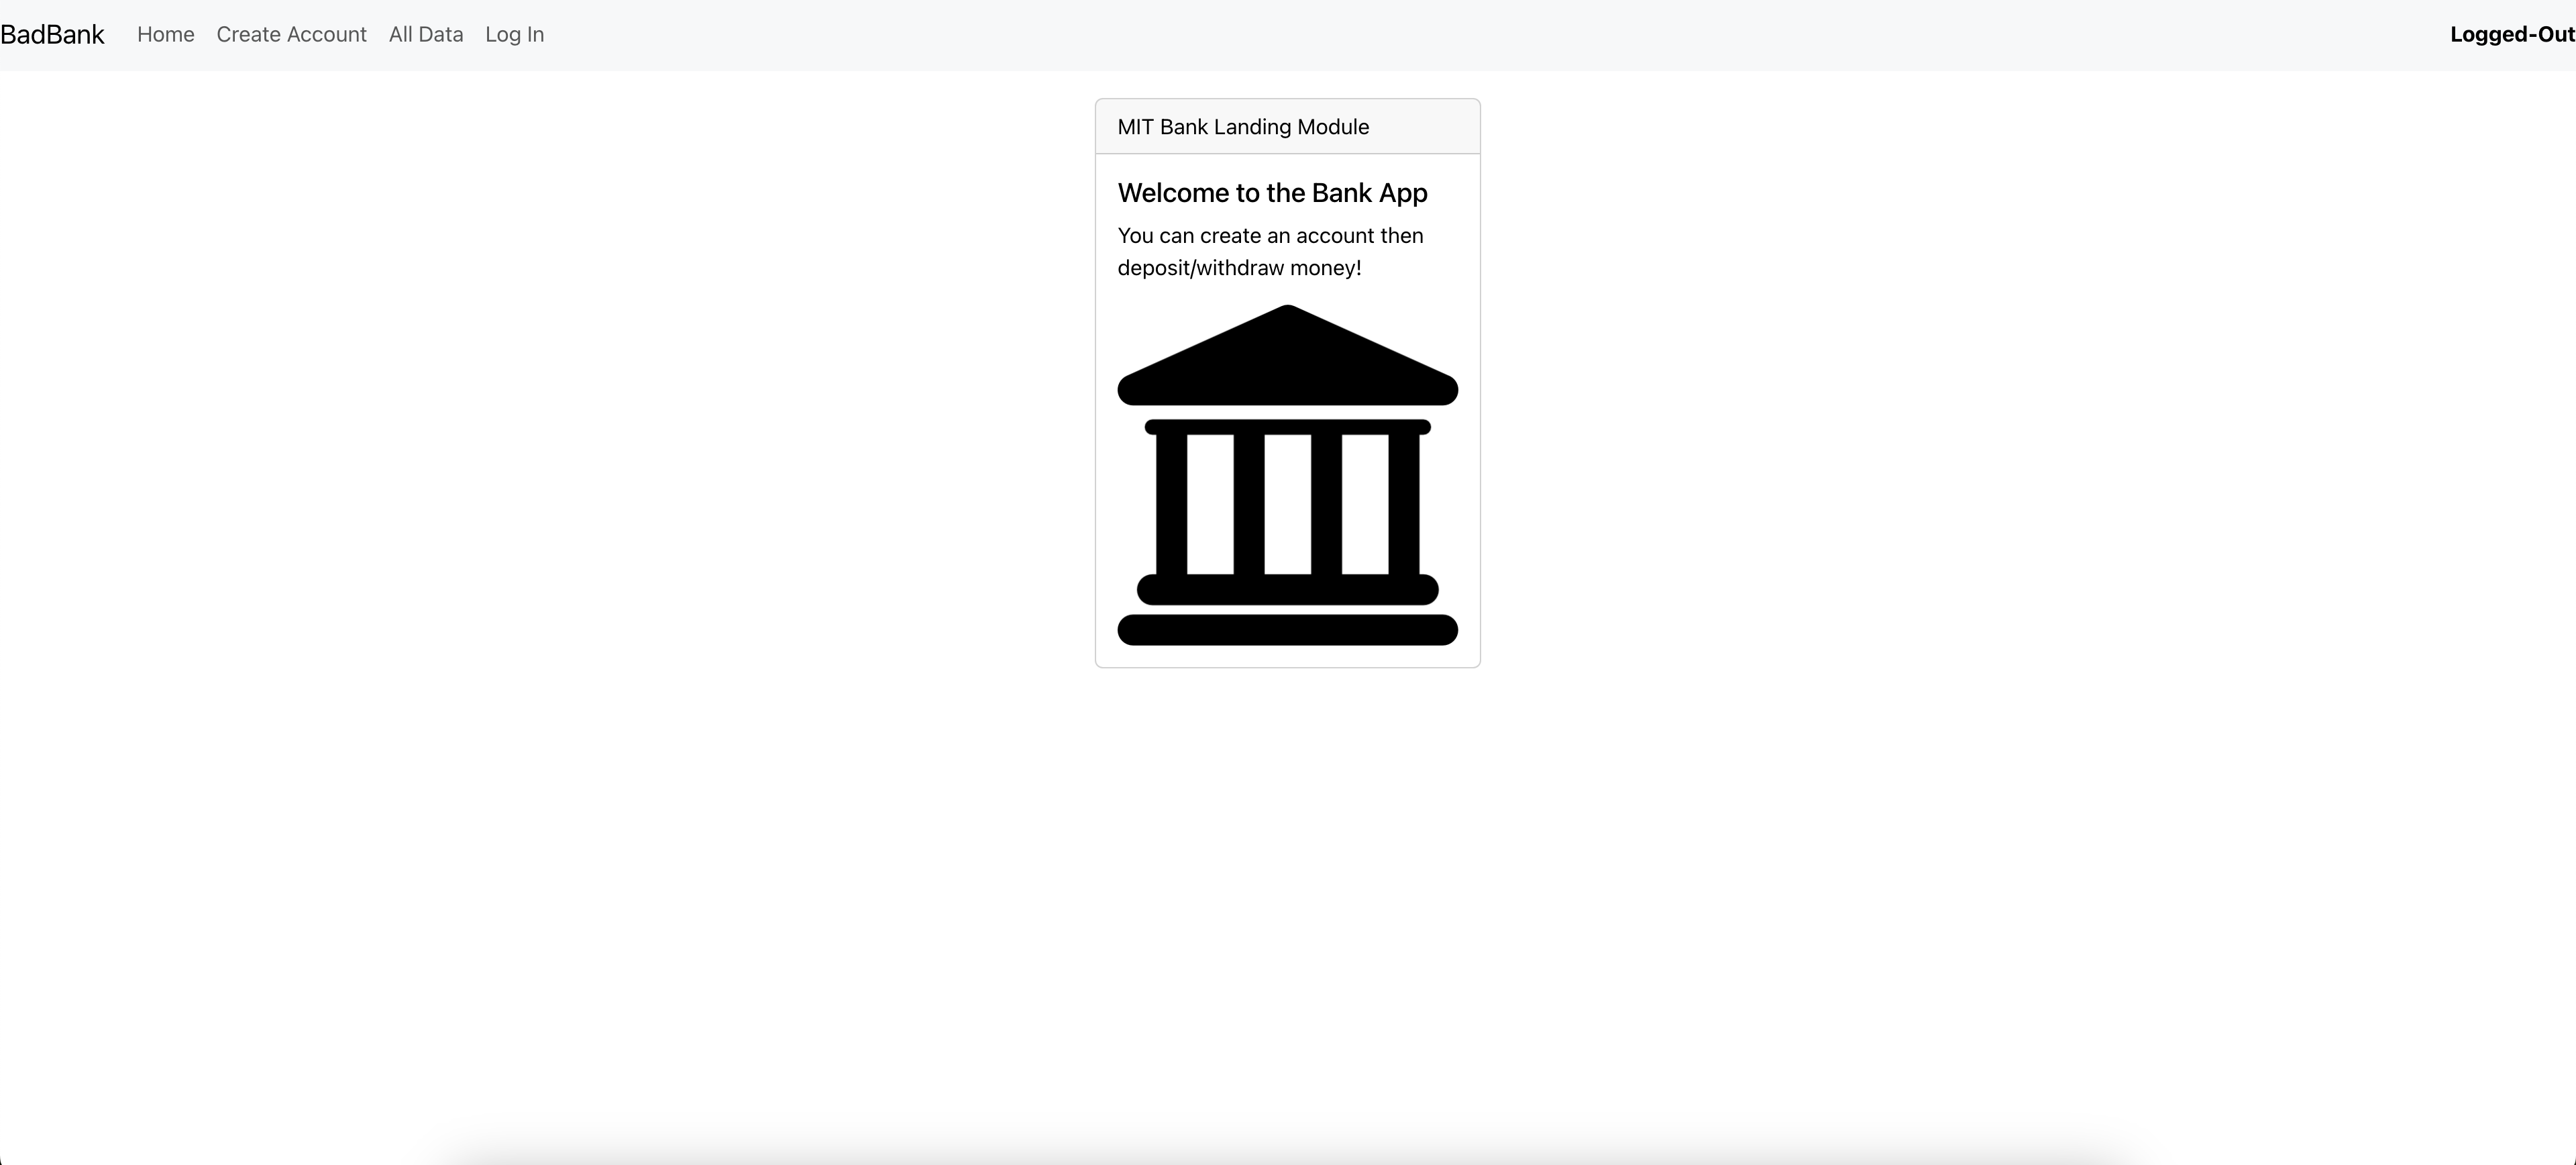 BadBank Home Create Account All Data Log In Logged-Out
MIT Bank Landing Module
Welcome to the Bank App
You can create an account then
deposit/withdraw money!